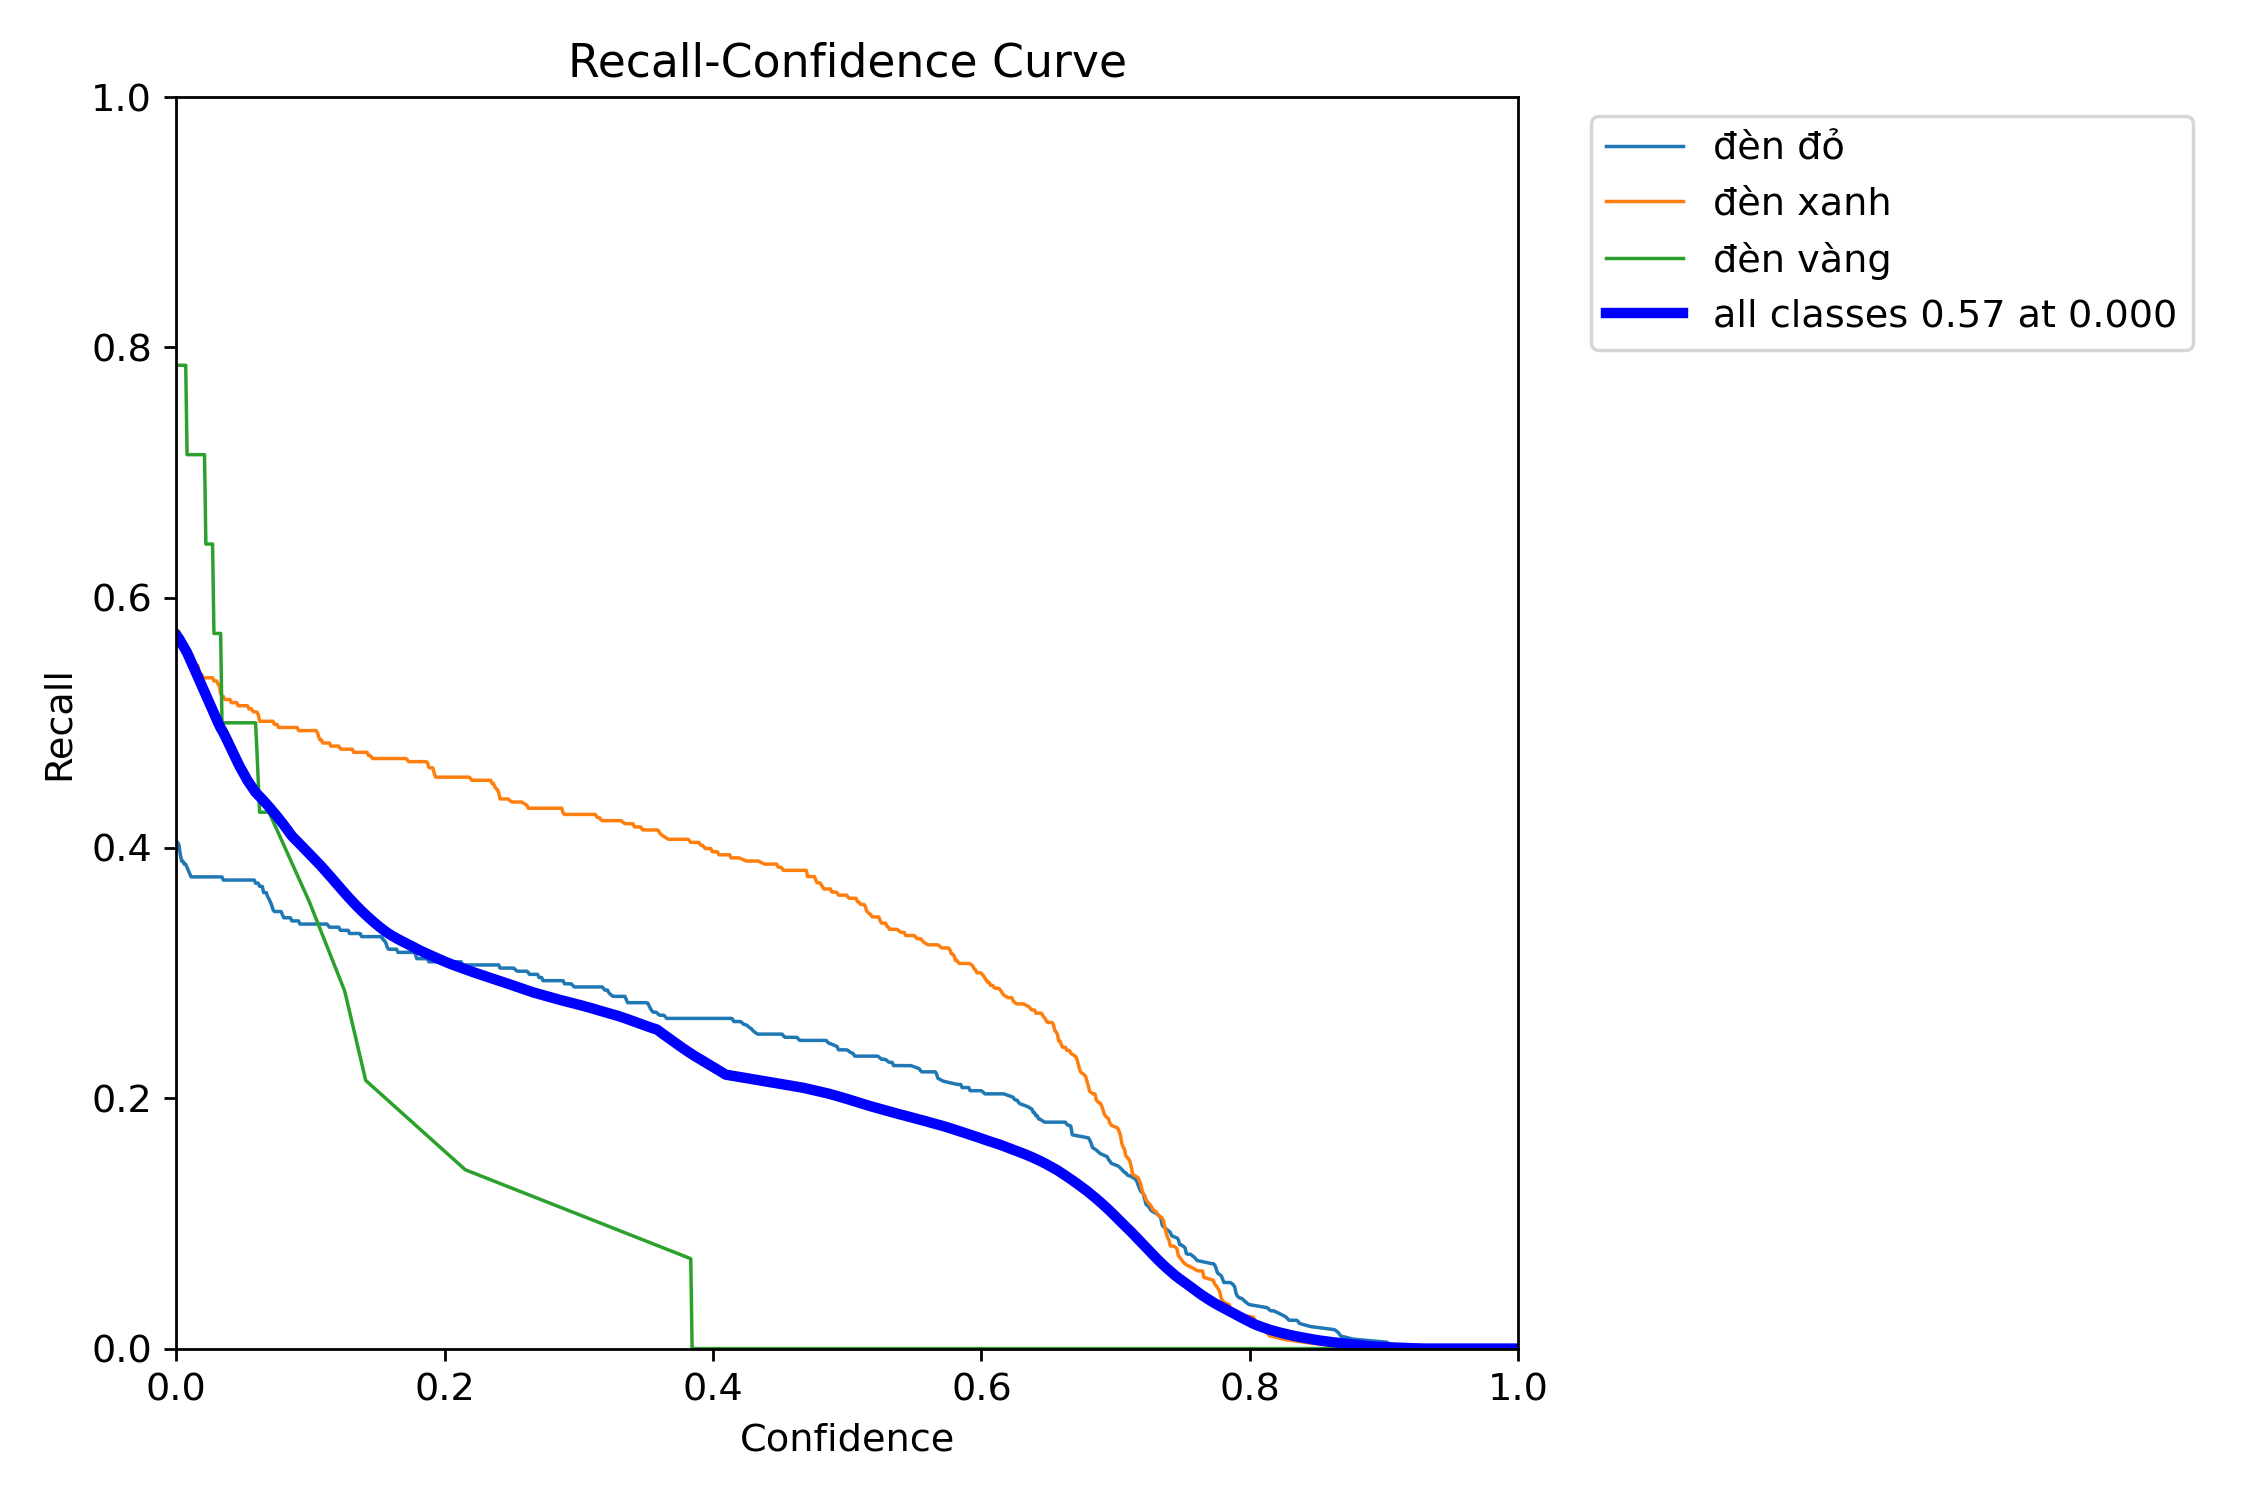 Recall-Confidence Curve
1.0
0.8
0.6
0.4
0.2
0.0
Recall
0.0 0.2 0.4 0.6 0.8 1.0
Confidence
đèn đỏ
đèn xanh
đèn vàng
all classes 0.57 at 0.000